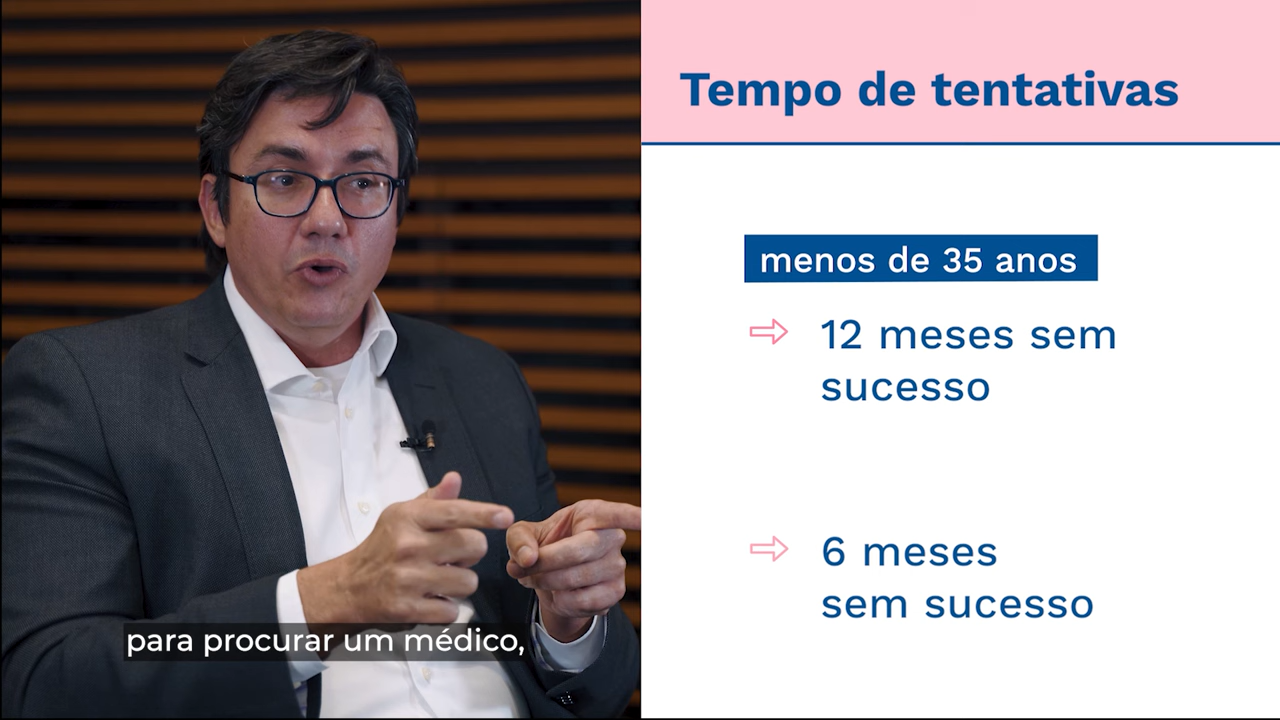 Tempo de tentativas
menos de 35 anos
12 meses sem
sucesso
6 meses
sem sucesso
para procurar um médico,